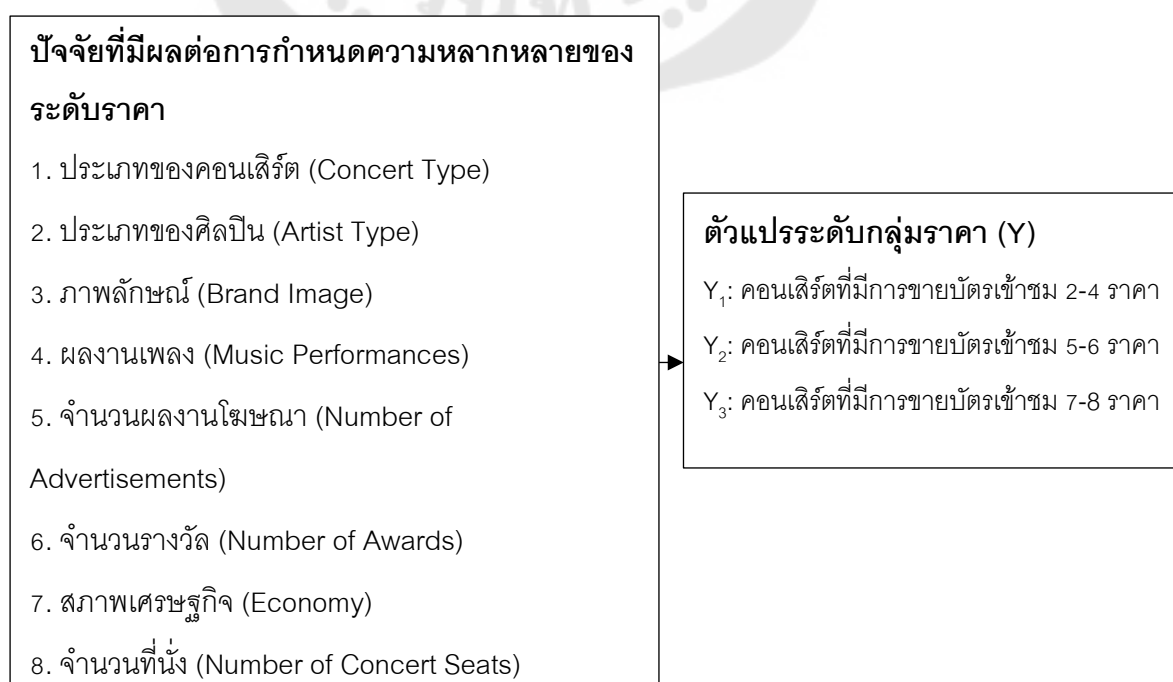 ปัจจัยที่มีผลต่อการกำหนดความหลากหลายของ
ระดับราคา
1. ประเภทของคอนเสิร์ต (Concert Type)
2. ประเภทของศิลปิน (Artist Type)
3. ภาพลักษณ์ (Brand Image)
4. ผลงานเพลง (Music Performances)
5. จำนวนผลงานโฆษณา (Number of
Advertisements)
6. จำนวนรางวัล (Number of Awards)
7. สภาพเศรษฐกิจ (Economy)
8. จำนวนที่นั่ง (Number of Concert Seats)
ตัวแปรระดับกลุ่มราคา (Y)
Y₁: คอนเสิร์ตที่มีการขายบัตรเข้าชม 2-4 ราคา
Y₂: คอนเสิร์ตที่มีการขายบัตรเข้าชม 5-6 ราคา
Y₃: คอนเสิร์ตที่มีการขายบัตรเข้าชม 7-8 ราคา